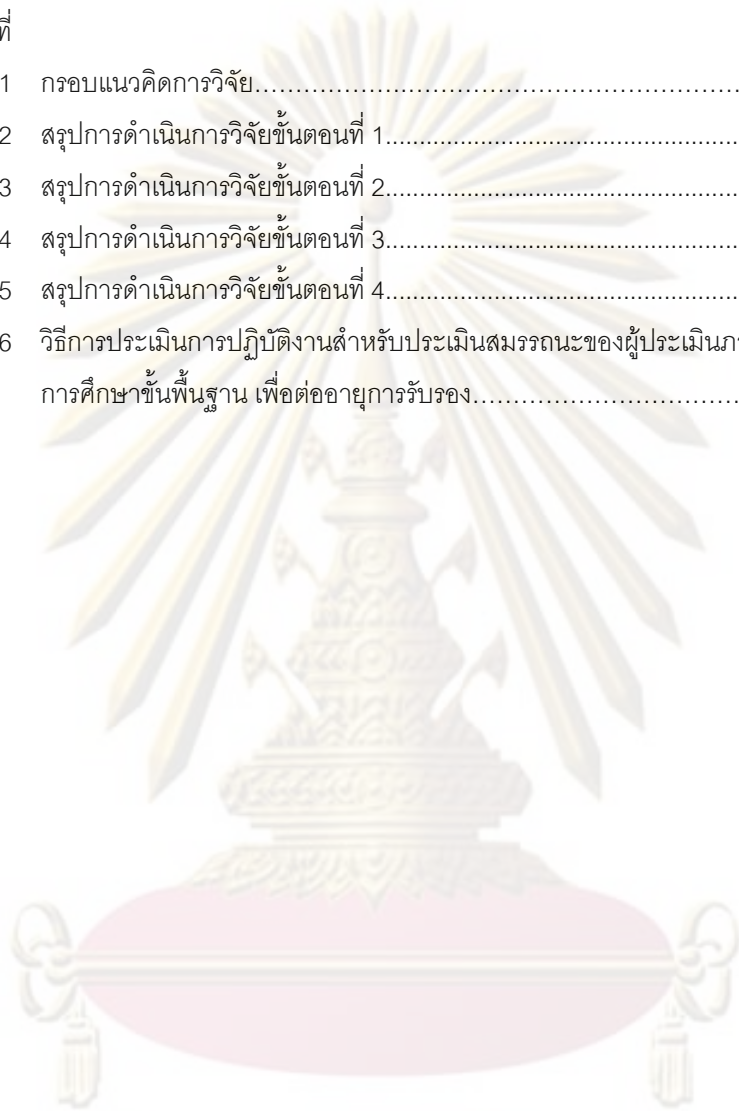 ที่
1 กรอบแนวคิดการวิจัย........................................................
2 สรุปการดำเนินการวิจัยขั้นตอนที่ 1........................................................
3 สรุปการดำเนินการวิจัยขั้นตอนที่ 2........................................................
4 สรุปการดำเนินการวิจัยขั้นตอนที่ 3........................................................
5 สรุปการดำเนินการวิจัยขั้นตอนที่ 4........................................................
6 วิธีการประเมินการปฏิบัติงานสำหรับประเมินสมรรถนะของผู้ประเมิน
การศึกษาขั้นพื้นฐาน เพื่อต่ออายุการรับรอง........................................